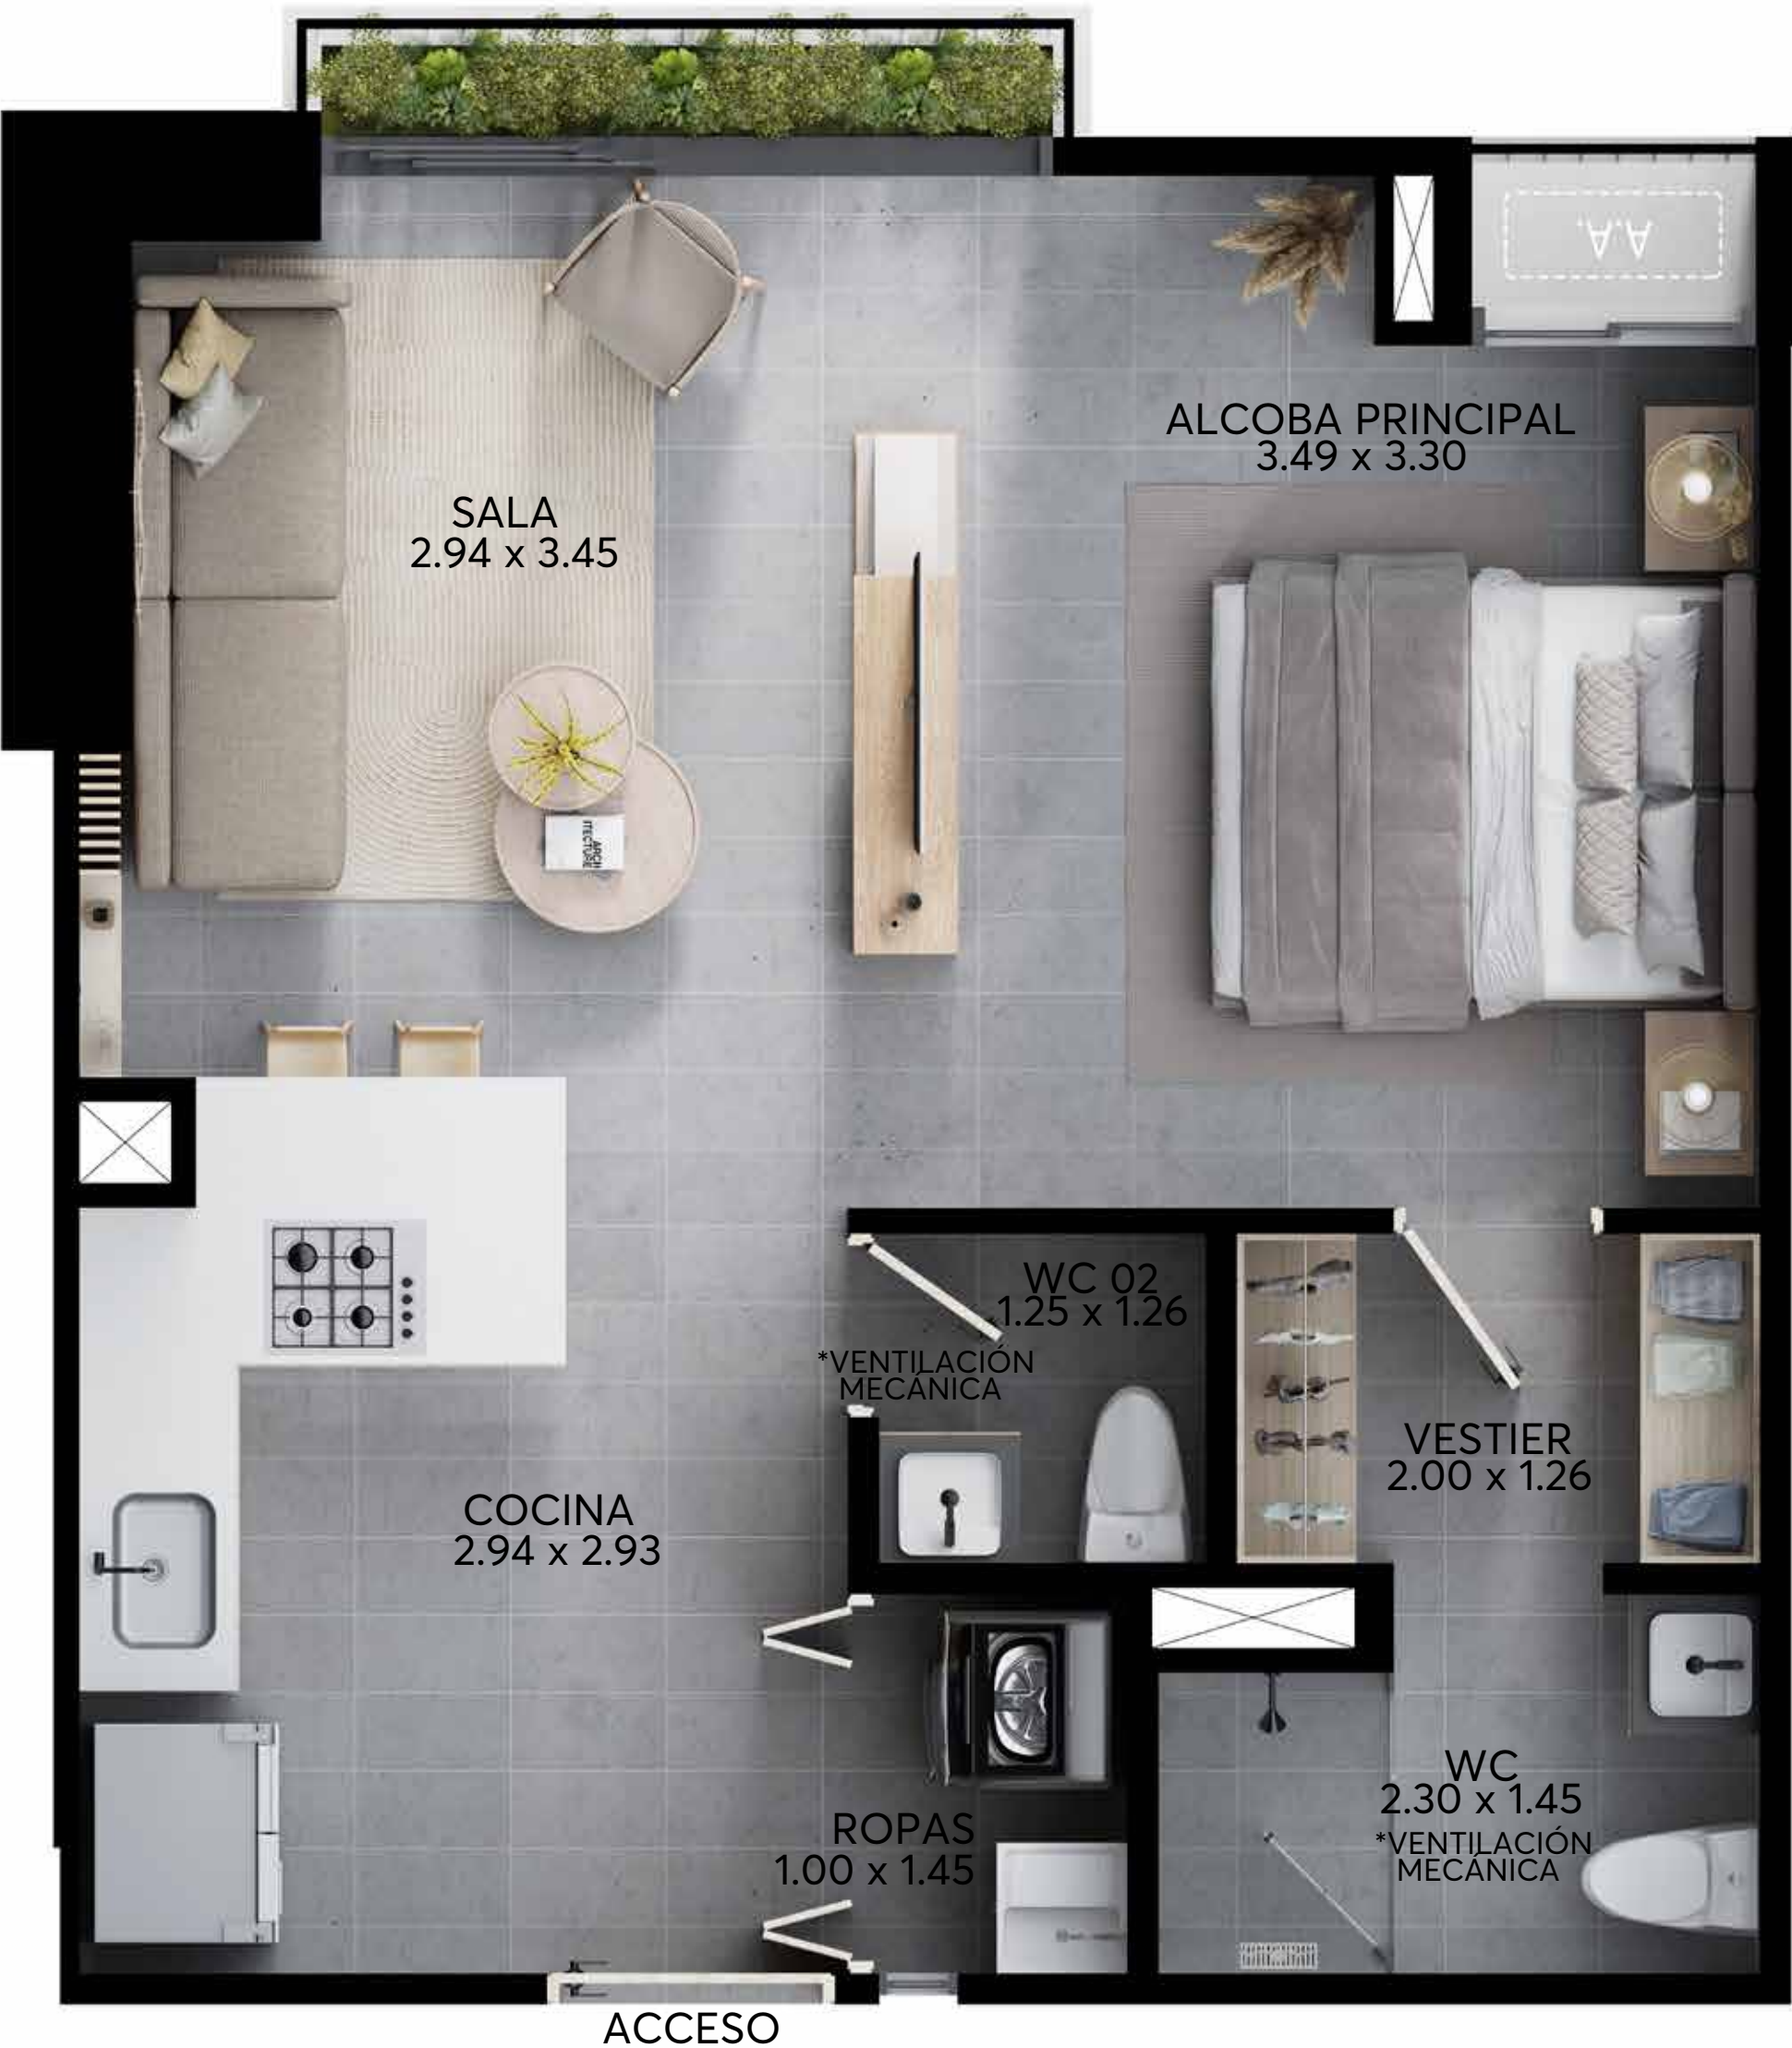 A.A.
ALCOBA PRINCIPAL
3.49 x 3.30
SALA
2.94 x 3.45
ARCH
ITECTURE
WC 02
1.25 x 1.26
*VENTILACIÓN
MECÁNICA
VESTIER
2.00 x 1.26
COCINA
2.94 x 2.93
WC
2.30 x 1.45
*VENTILACIÓN
MECÁNICA
ROPAS
1.00 x 1.45
ACCESO